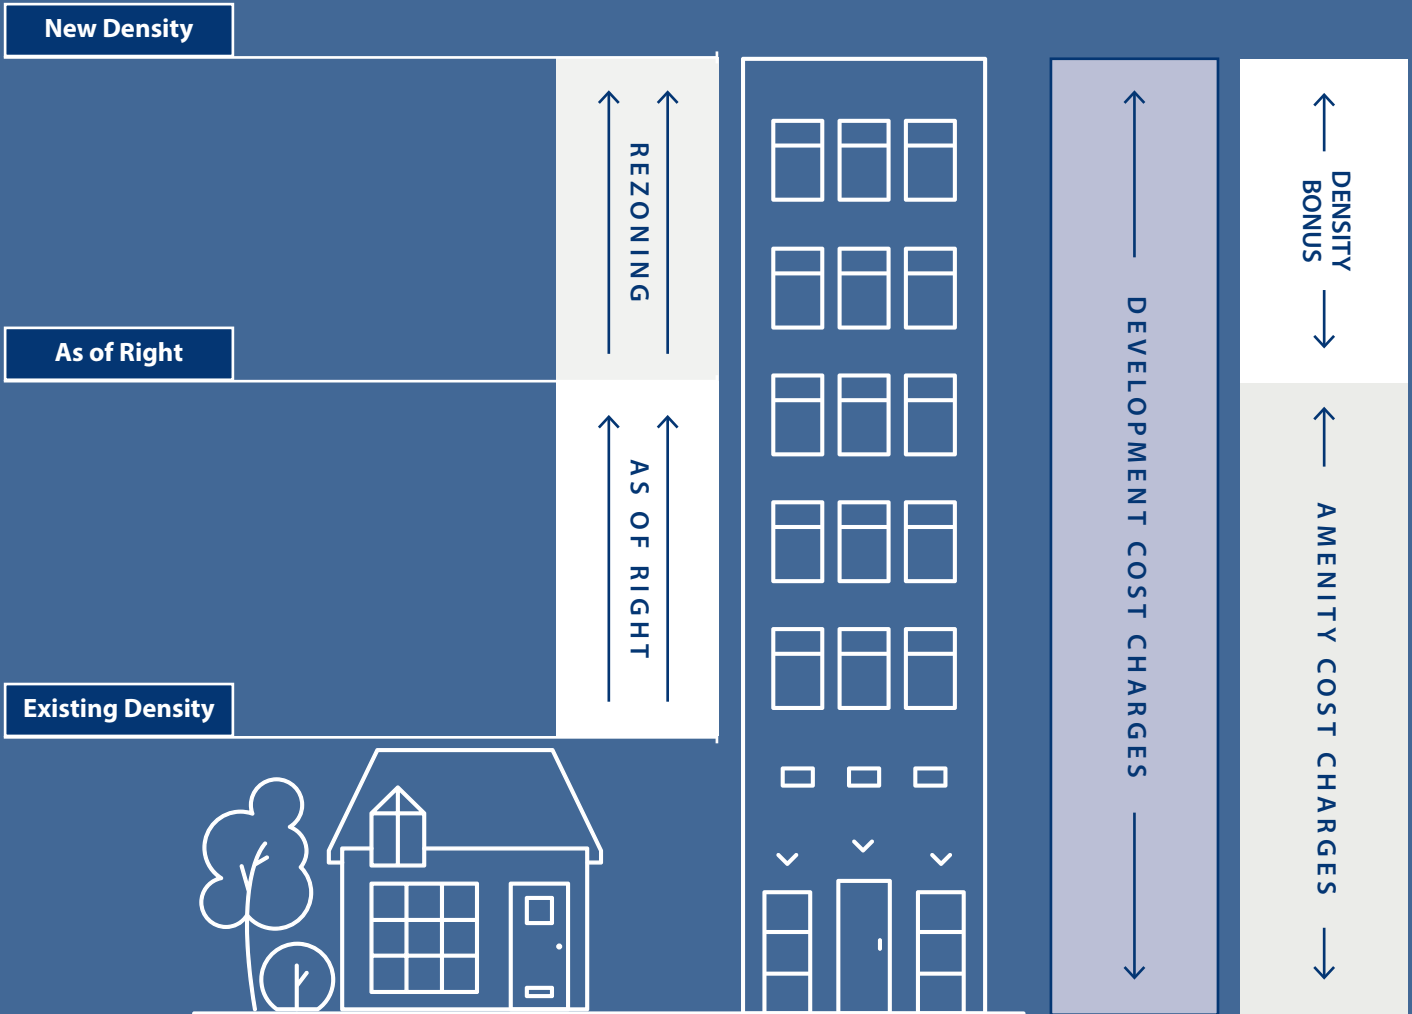 New Density
REZONING
As of Right
AS OF RIGHT
Existing Density
DEVELOPMENT COST CHARGES
DENSITY
BONUS
AMENITY COST CHARGES